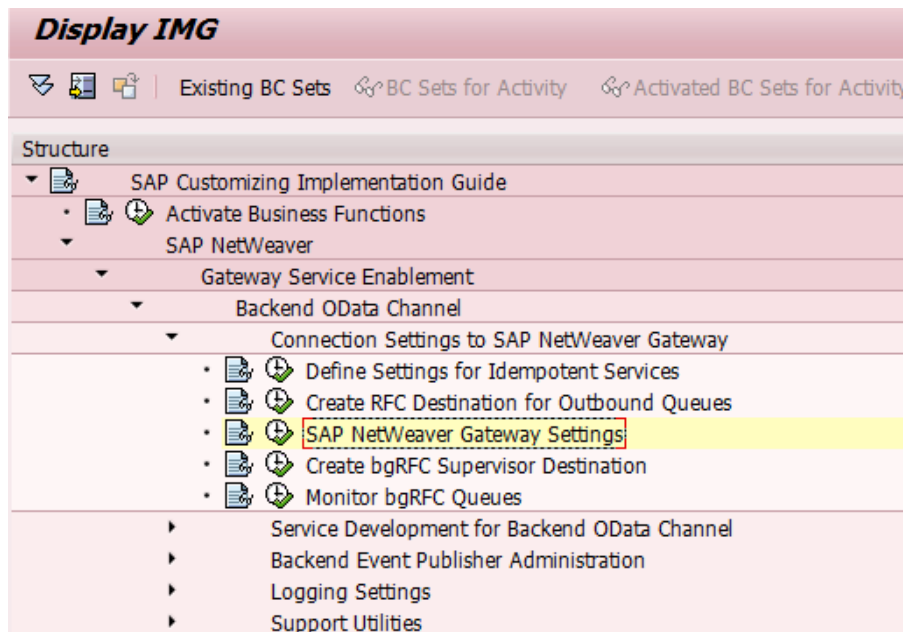 Display IMG
Existing BC Sets BC Sets for Activity Activated BC Sets for Activity
Structure
SAP Customizing Implementation Guide
Activate Business Functions
SAP NetWeaver
Gateway Service Enablement
Backend OData Channel
Connection Settings to SAP NetWeaver Gateway
Define Settings for Idempotent Services
Create RFC Destination for Outbound Queues
SAP NetWeaver Gateway Settings
Create bgRFC Supervisor Destination
Monitor bgRFC Queues
Service Development for Backend OData Channel
Backend Event Publisher Administration
Logging Settings
Support Utilities